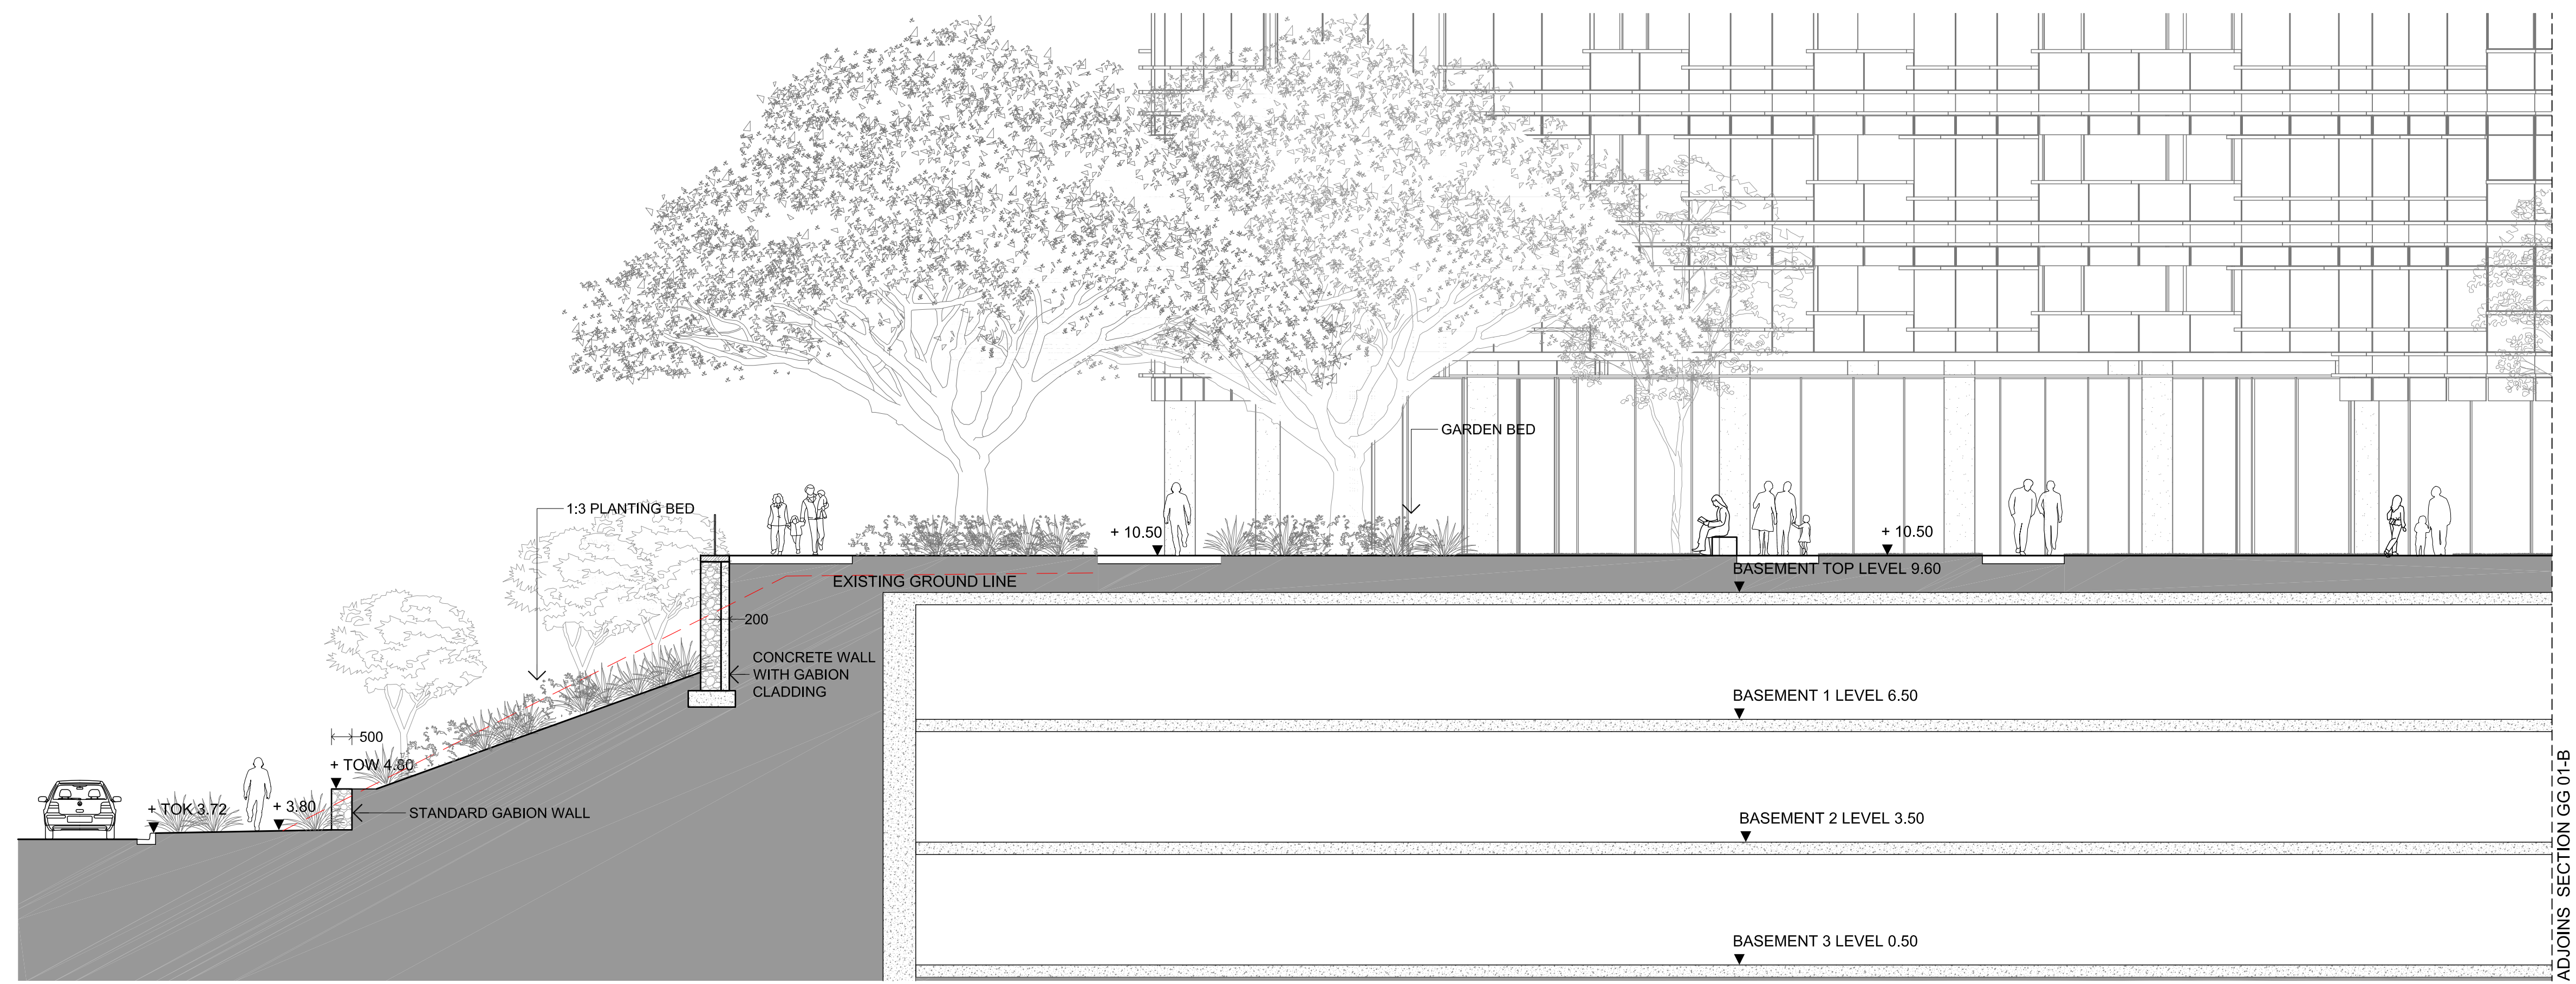 GARDEN BED
1:3 PLANTING BED
+ 10.50
+ 10.50
BASEMENT TOP LEVEL 9.60
EXISTING GROUND LINE
200
CONCRETE WALL
WITH GABION
CLADDING
BASEMENT 1 LEVEL 6.50
500
+ TOW 4.80
+ TOK 3.72
+ 3.80
STANDARD GABION WALL
BASEMENT 2 LEVEL 3.50
BASEMENT 3 LEVEL 0.50
ADJOINS SECTION GG 01-B